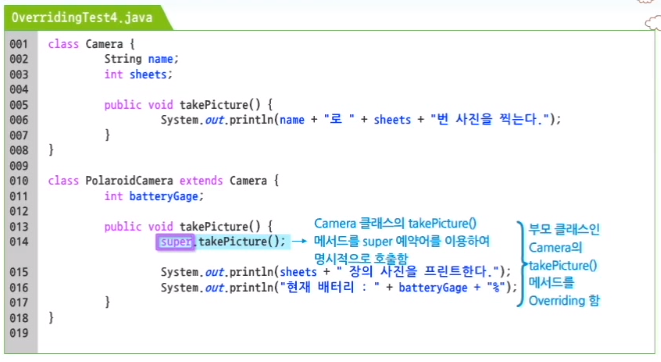 OverridingTest4.java
001 class Camera {
002 String name;
003 int sheets;
004
005 public void takePicture() {
006 System.out.println(name + "로 " + sheets + "번 사진을 찍는다.");
007 }
008 }
009
010 class PolaroidCamera extends Camera {
011 int batteryGage;
012
013 public void takePicture() {
014 super.takePicture();
Camera 클래스의 takePicture()
메서드를 super 예약어를 이용하여
명시적으로 호출함
015 System.out.println(sheets + " 장의 사진을 프린트한다.");
016 System.out.println("현재 배터리 : " + batteryGage + "%");
017 }
018 }
019
부모 클래스인
Camera의
takePicture()
메서드를
Overriding 함